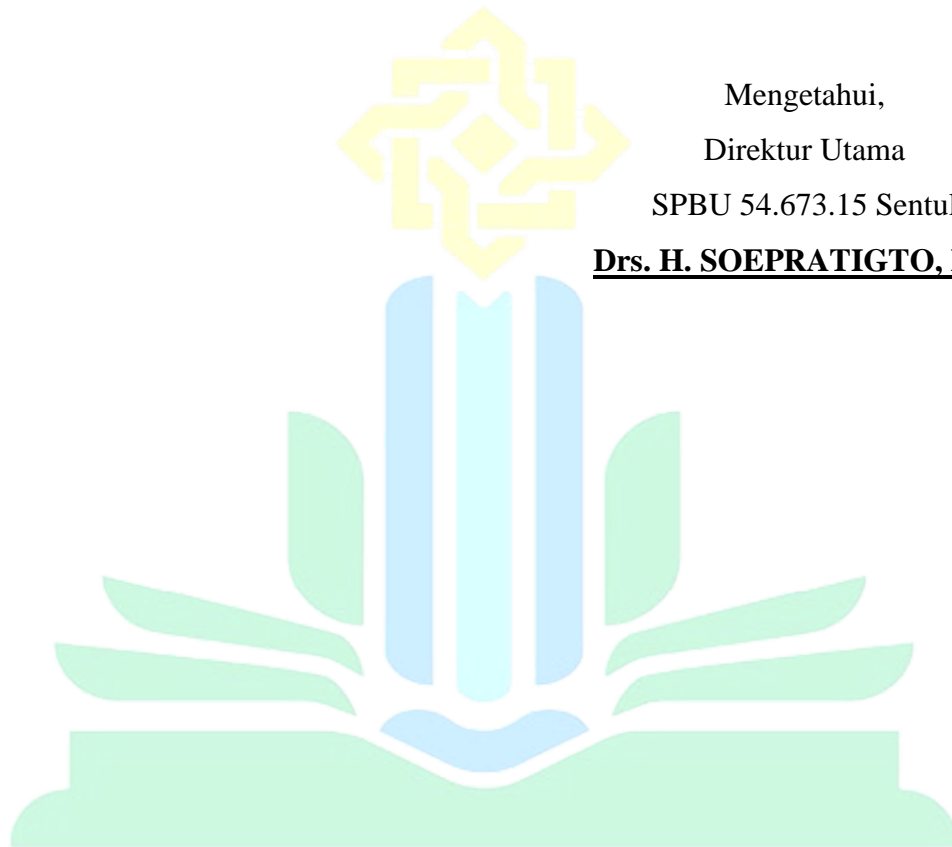 Mengetahui,
Direktur Utama
SPBU 54.673.15 Sentul
Drs. H. SOEPRATIGTO,